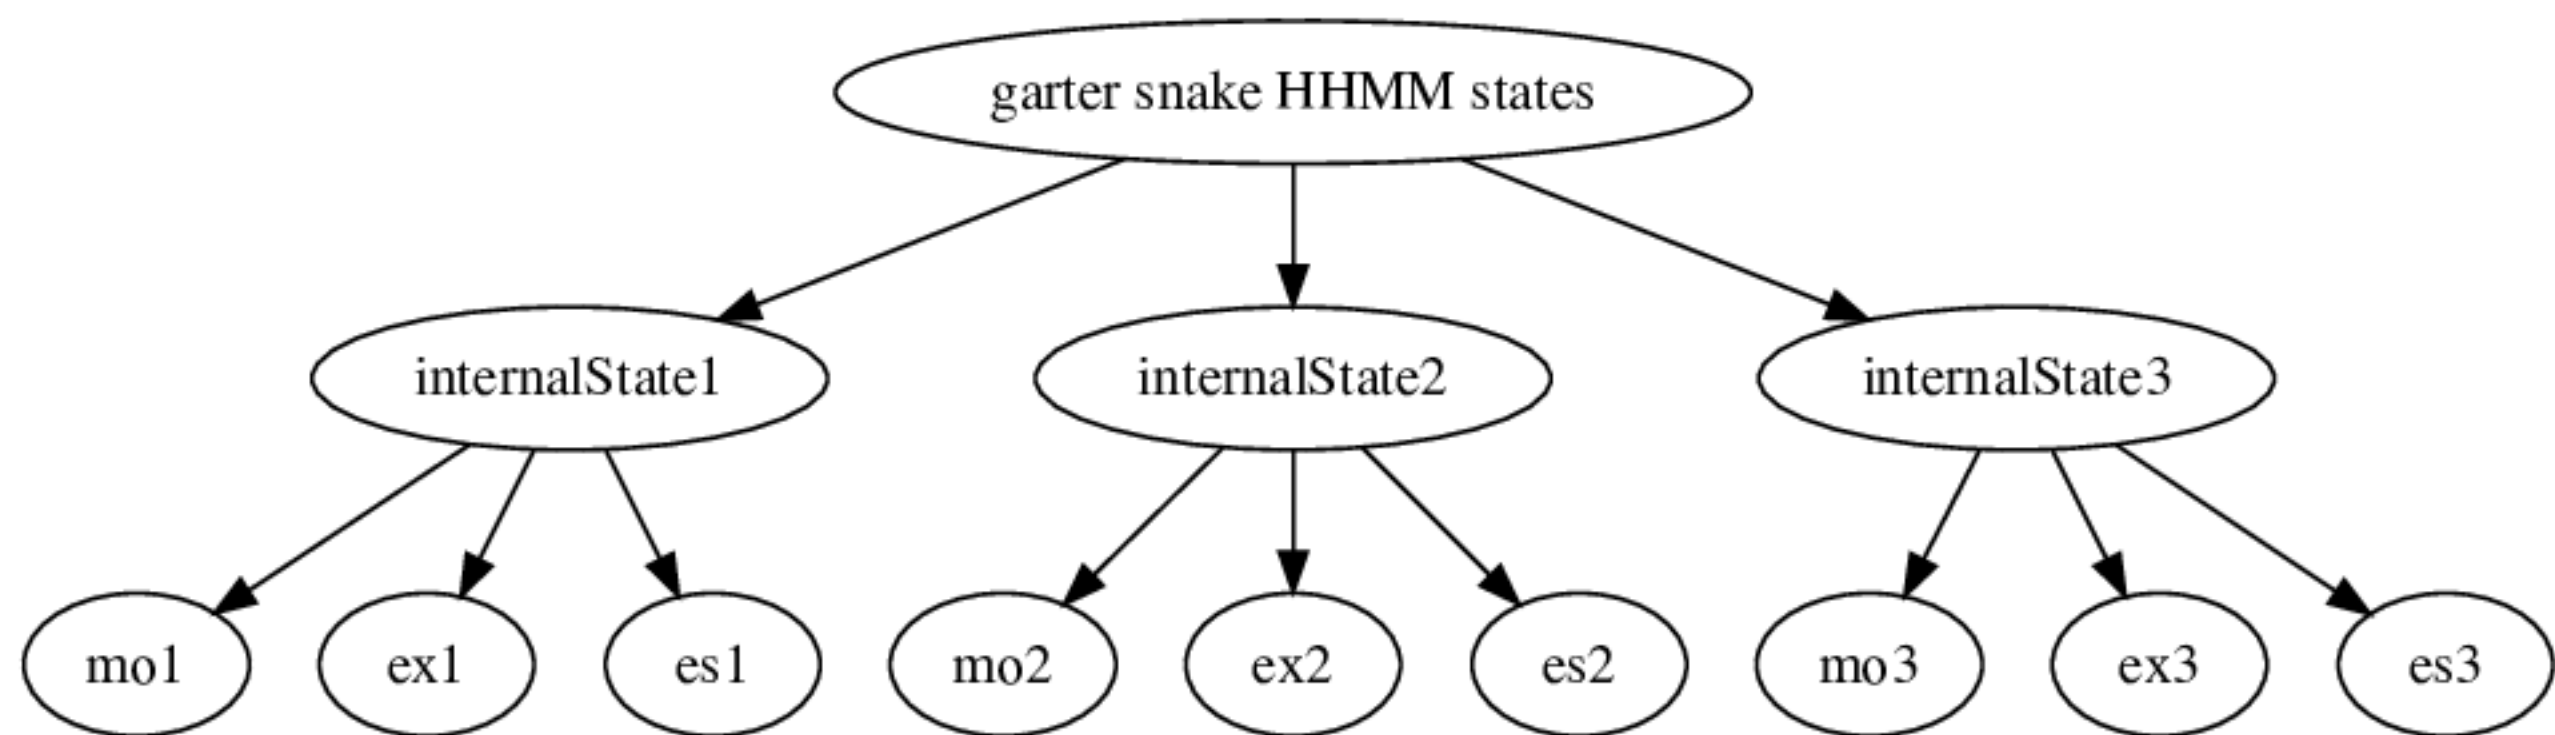 garter snake HHMM states
internalState1
internalState2
internalState3
mo1
ex1
es1
mo2
ex2
es2
mo3
ex3
es3